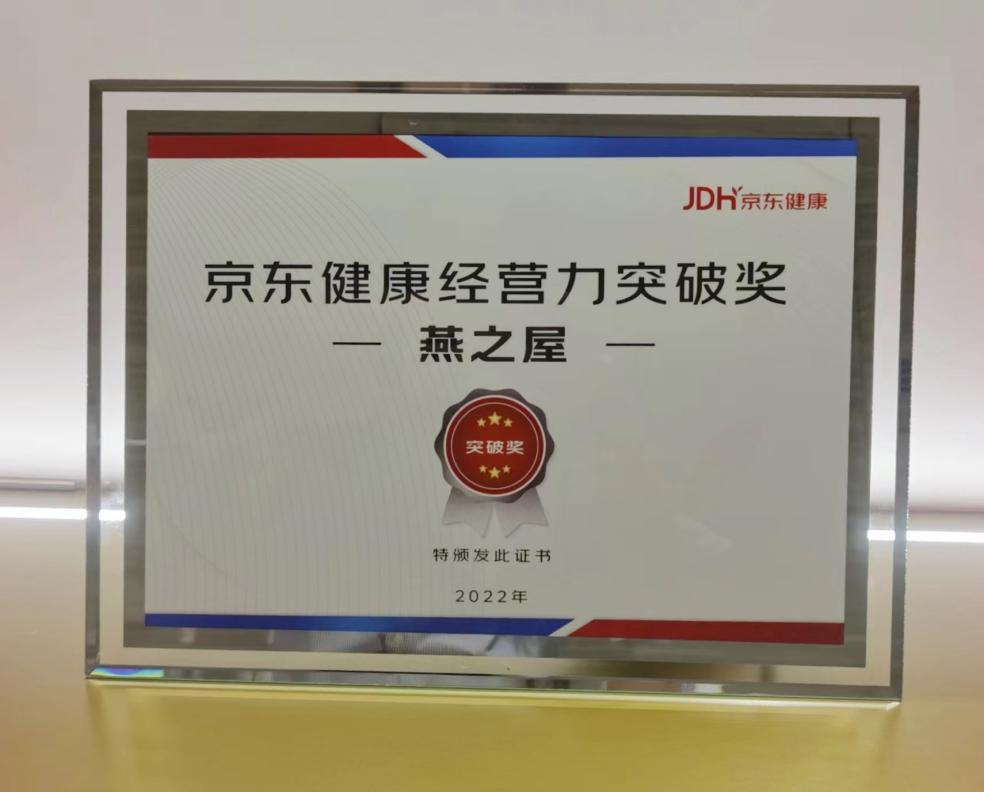 JDH京东健康
京东健康经营力突破奖
— 燕之屋 —
突破奖
特颁发此证书
2022年